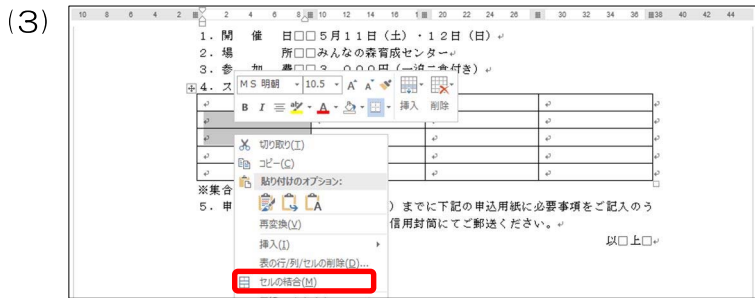 (3)
10 8 6 4 2 2 4 6 8 10 12 14 16 18 20 22 24 26 30 32 34 36 38 40 42 44
1．開　催　日□□5月11日（土）・12日（日）
2．場　　　所□□みんなの森育成センター
3．参　加　費□□3，000円（一泊二食付き）
4．ス
MS 明朝 10.5 A A 挿入 削除
B I A
切り取り(T)
コピー(C)
貼り付けのオプション:
※集合
5．申 ）までに下記の申込用紙に必要事項をご記入のう
信用封筒にてご郵送ください。
再変換(V)
以□上□
挿入(I)
表の行/列/セルの削除(D)...
セルの結合(M)